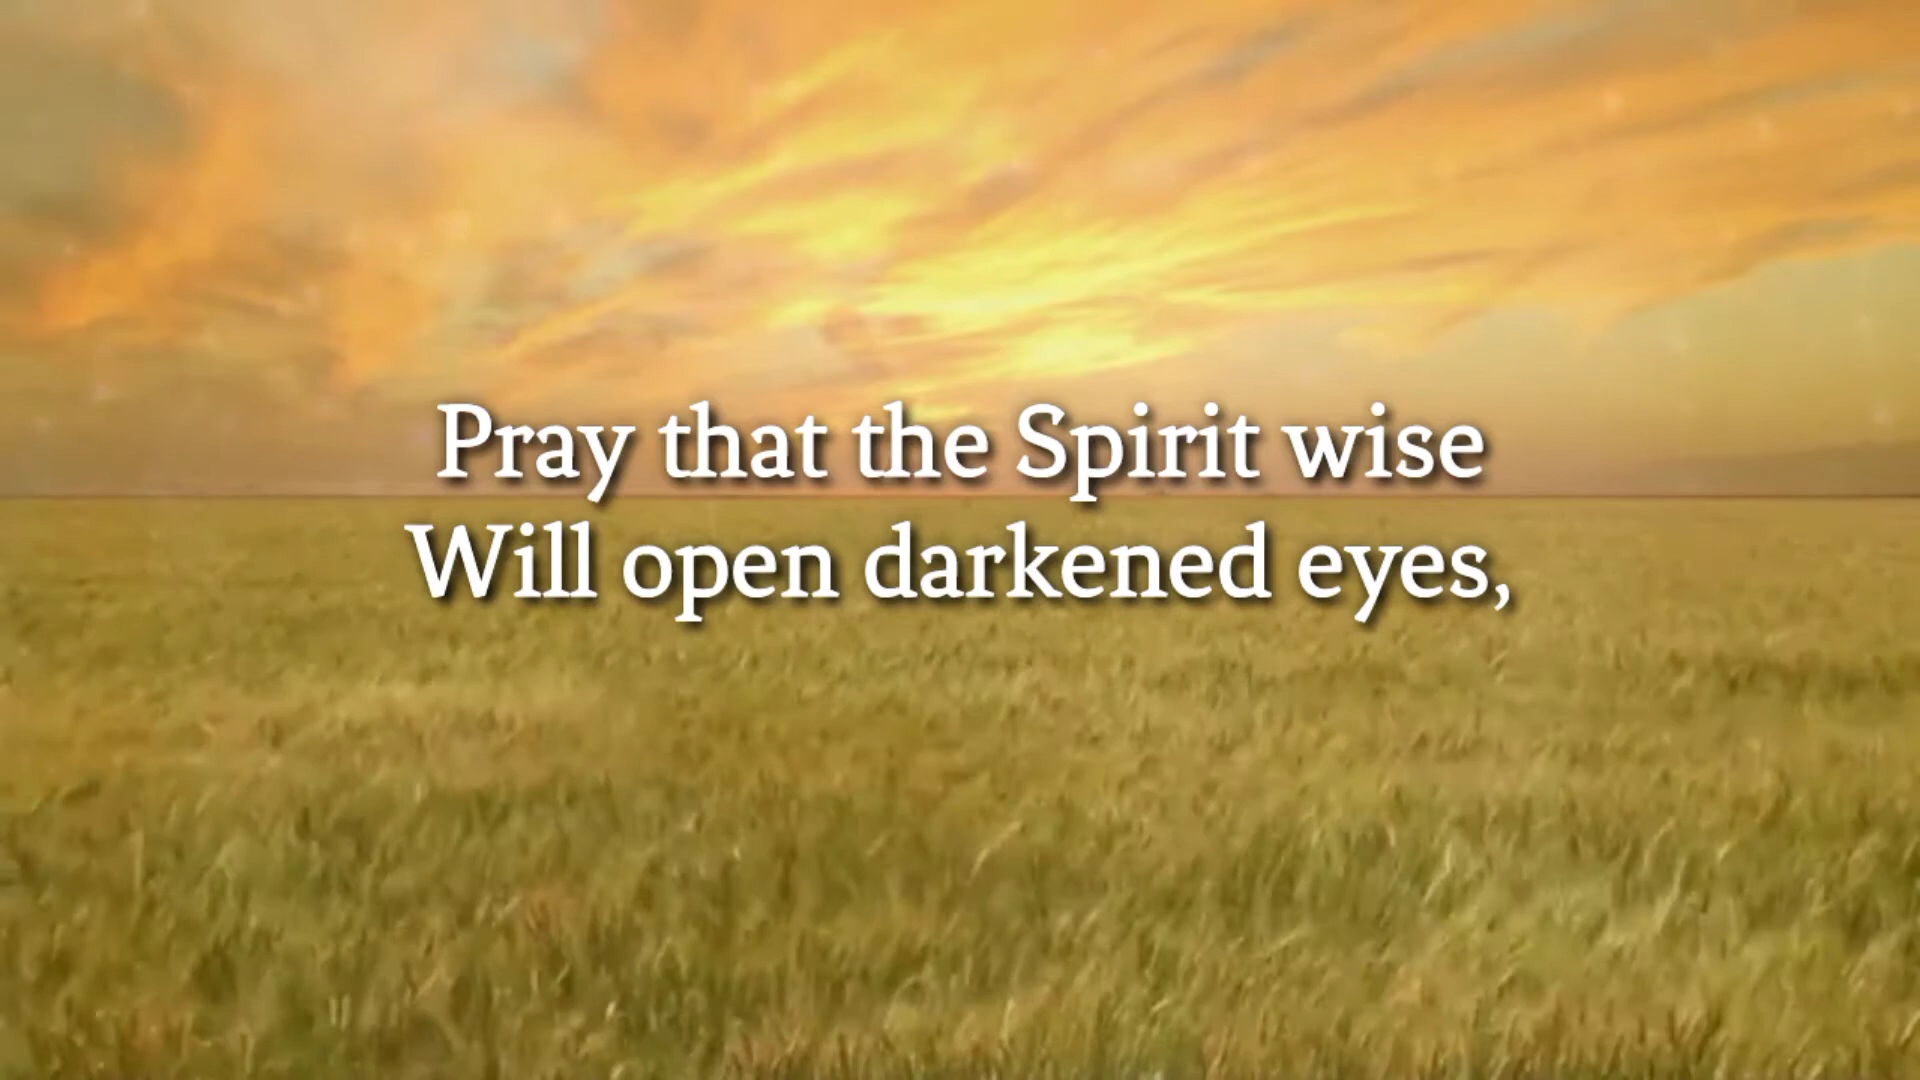 Pray that the Spirit wise
Will open darkened eyes,